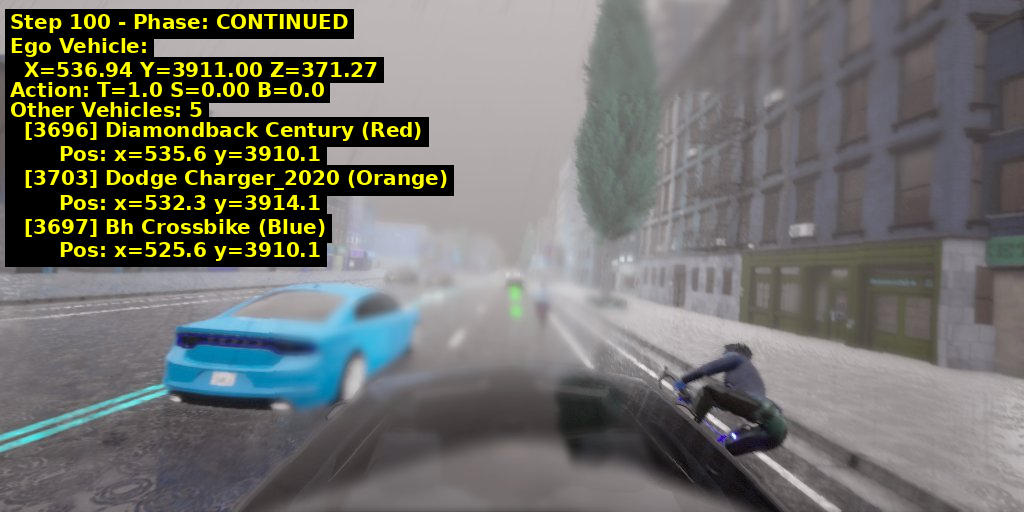 Step 100 - Phase: CONTINUED
Ego Vehicle:
X=536.94 Y=3911.00 Z=371.27
Action: T=1.0 S=0.00 B=0.0
Other Vehicles: 5
[3696] Diamondback Century (Red)
Pos: x=535.6 y=3910.1
[3703] Dodge Charger_2020 (Orange)
Pos: x=532.3 y=3914.1
[3697] Bh Crossbike (Blue)
Pos: x=525.6 y=3910.1